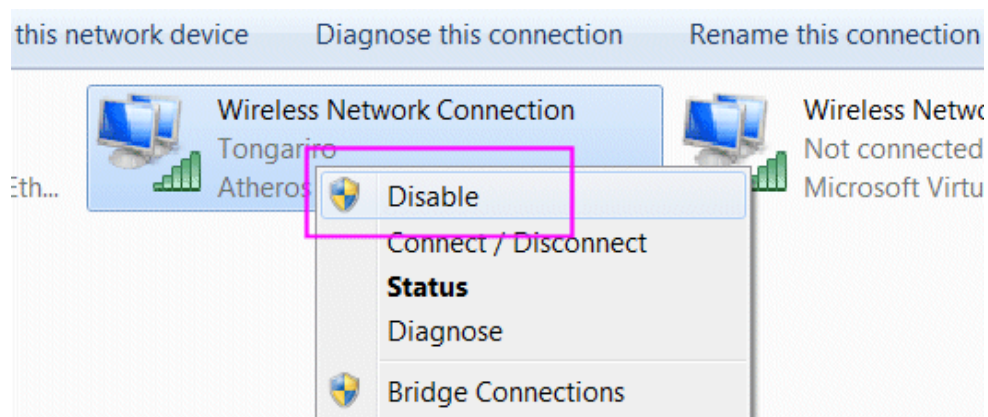 this network device Diagnose this connection Rename this connection
Wireless Network Connection
Tongariro
Atheros
Eth...
Wireless Netwo
Not connected
Microsoft Virtu
Disable
Connect / Disconnect
Status
Diagnose
Bridge Connections